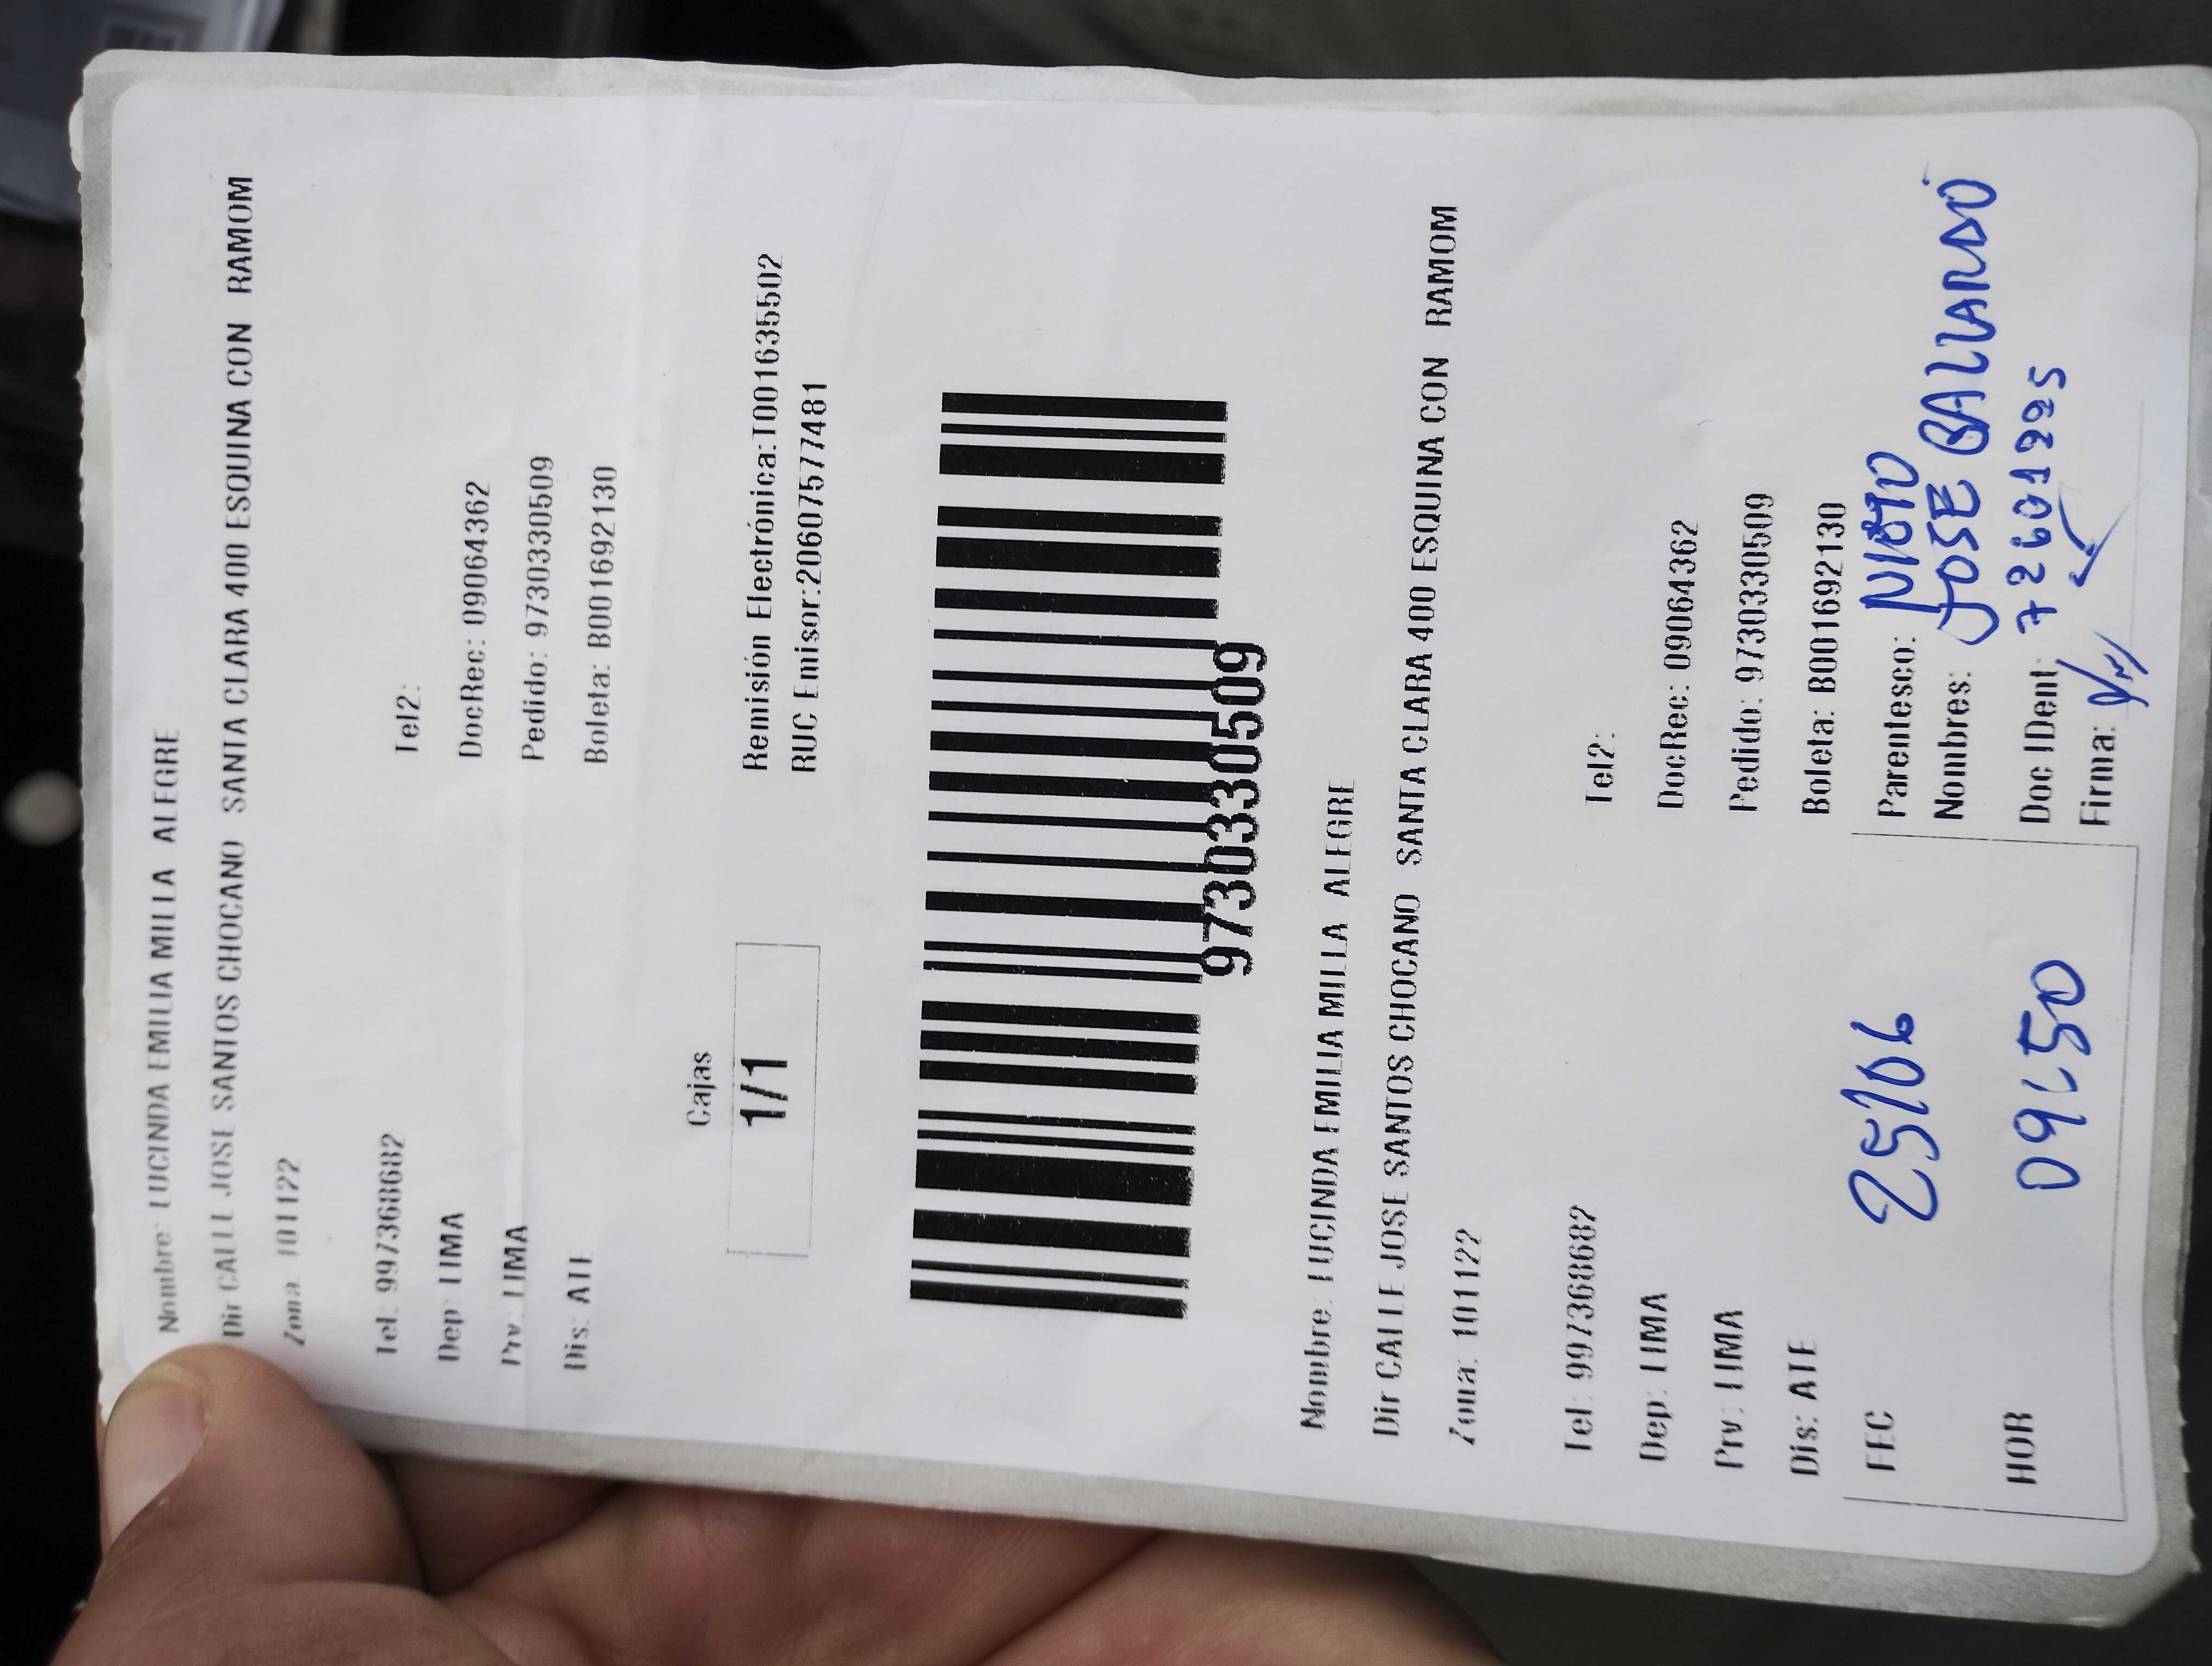 Nombre: LUCINDA EMILIA MILLA ALEGRE
Dir CALLE JOSE SANTOS CHOCANO SANTA CLARA 400 ESQUINA CON RAMOM
Zona: 101122
Tel: 997368682 Tel2:
Dep: LIMA DocRec: 09064362
Prv: LIMA Pedido: 9730330509
Dis: ATE Boleta: B001692130
Cajas
1/1
Remisión Electrónica:T001635502
RUC Emisor:20607577481
9730330509
Nombre: LUCINDA EMILIA MILLA ALEGRE
Dir CALLE JOSE SANTOS CHOCANO SANTA CLARA 400 ESQUINA CON RAMOM
Zona: 101122
Tel: 997368682 Tel2:
Dep: LIMA DocRec: 09064362
Prv: LIMA Pedido: 9730330509
Dis: ATE Boleta: B001692130
FEC 25/06 Parentesco: NIETO
Nombres: JOSE
HOR 09:50 Doc IDent: 72601225
Firma: